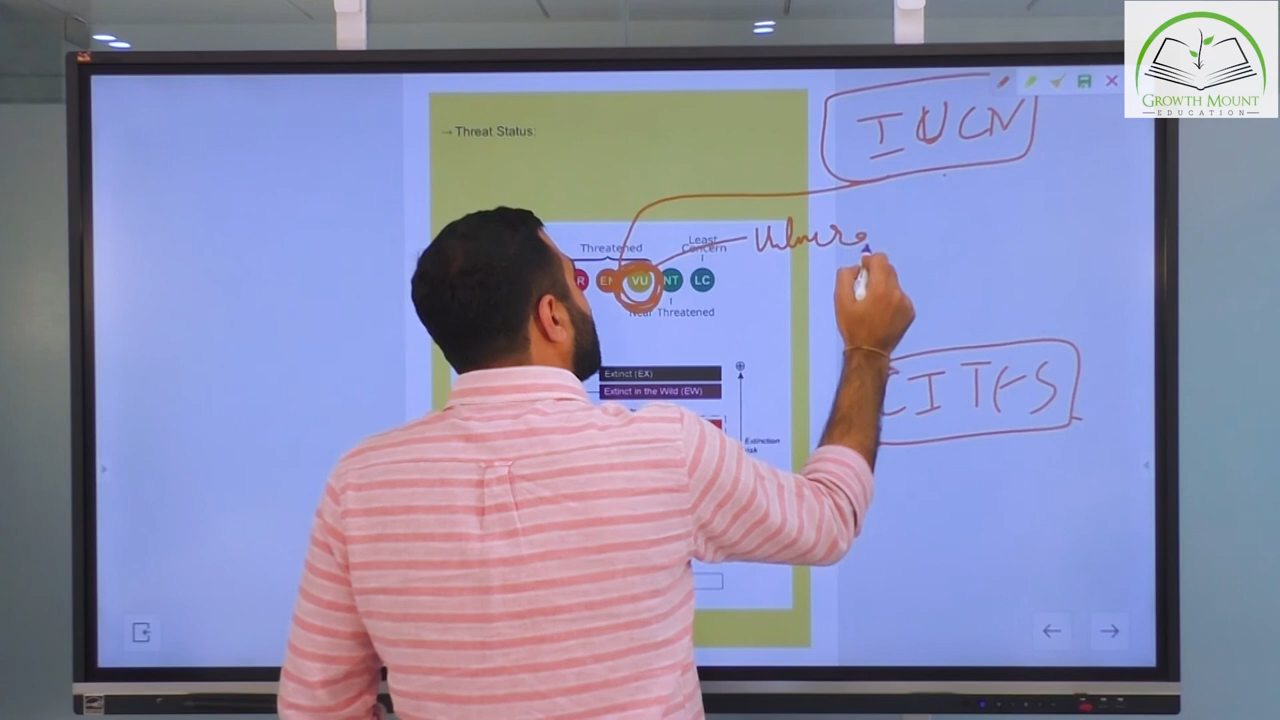 GROWTH MOUNT
EDUCATION
→ Threat Status:
IUCN
Threatened
Least
Concern
R EN VU NT LC
Near Threatened
Extinct (EX)
Extinct in the Wild (EW)
Extinction
risk
CITES